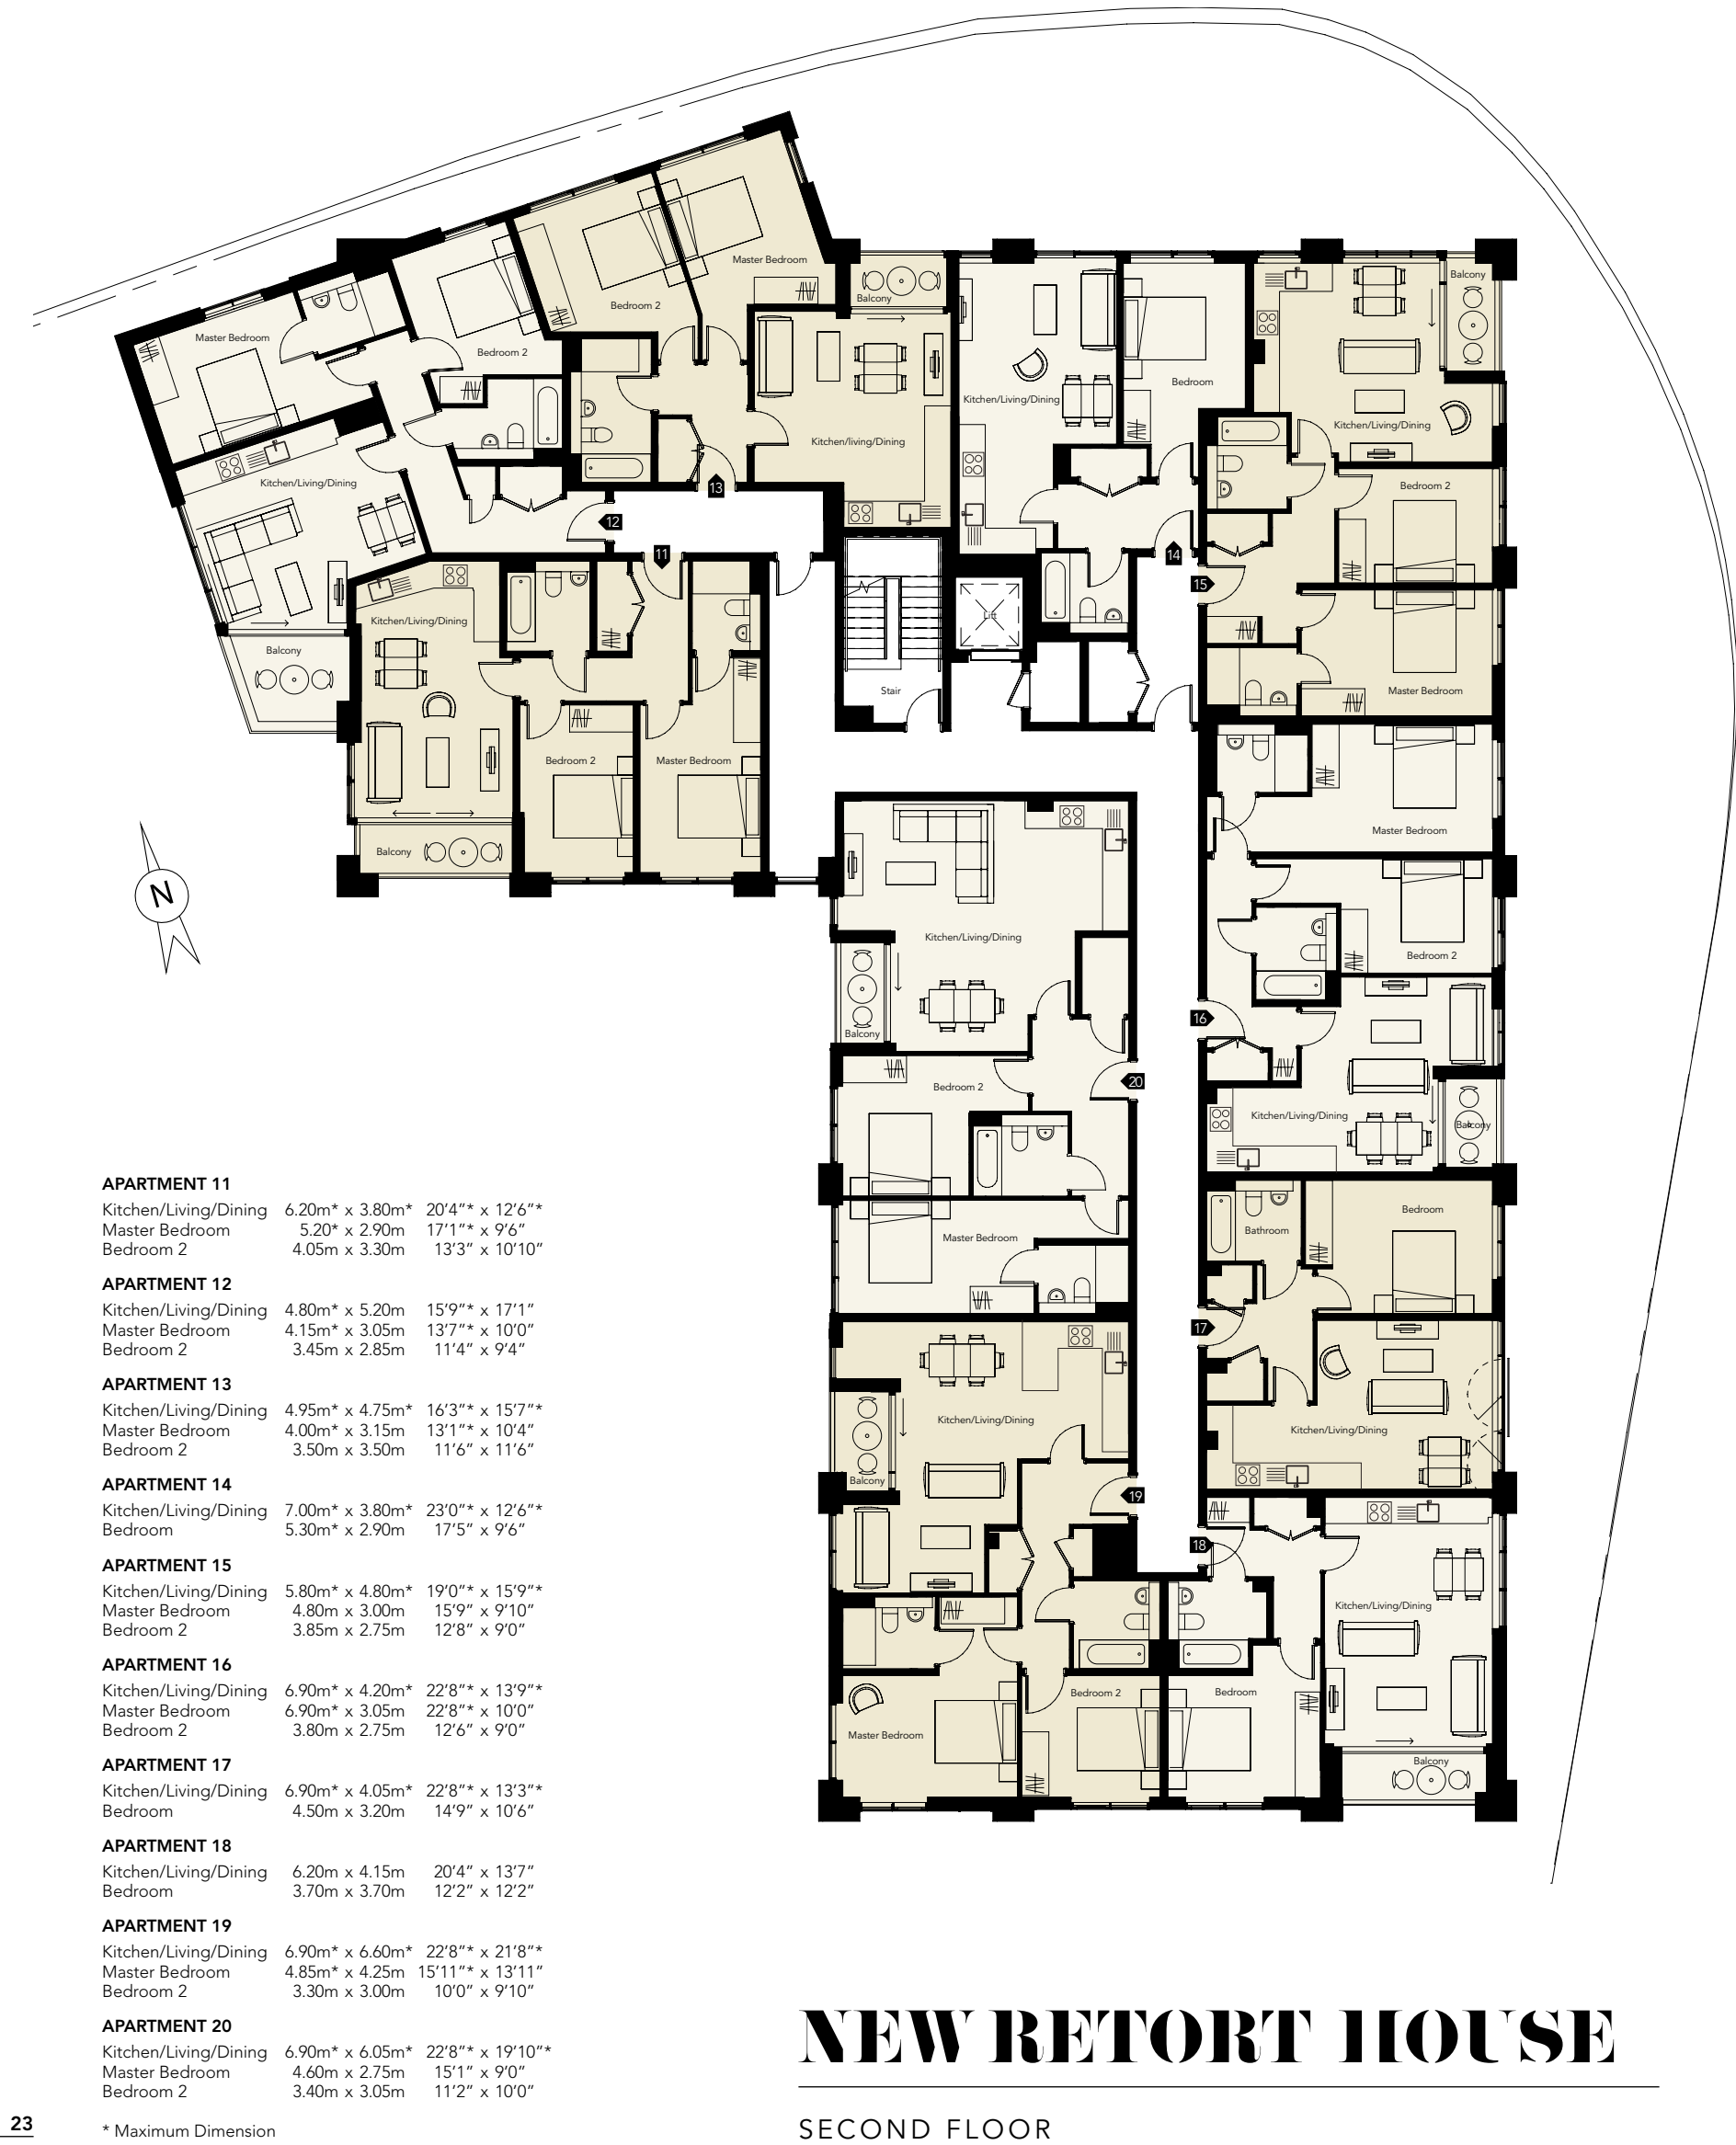 Master Bedroom
Bedroom 2
Master Bedroom
Bedroom 2
Kitchen/Living/Dining
Balcony
Balcony
Kitchen/living/Dining
Kitchen/Living/Dining
Bedroom
Balcony
Kitchen/Living/Dining
Bedroom 2
Master Bedroom
13
12
11
14
15
Kitchen/Living/Dining
Bedroom 2
Master Bedroom
Balcony
Stair
Lift
N
Master Bedroom
Bedroom 2
16
Kitchen/Living/Dining
Balcony
Kitchen/Living/Dining
Balcony
20
Bedroom 2
Master Bedroom
Bathroom
Bedroom
17
Kitchen/Living/Dining
Kitchen/Living/Dining
Balcony
19
18
Kitchen/Living/Dining
Master Bedroom
Bedroom 2
Bedroom
Balcony
APARTMENT 11
Kitchen/Living/Dining 6.20m* x 3.80m* 20'4"* x 12'6"*
Master Bedroom 5.20* x 2.90m 17'1"* x 9'6"
Bedroom 2 4.05m x 3.30m 13'3" x 10'10"
APARTMENT 12
Kitchen/Living/Dining 4.80m* x 5.20m 15'9"* x 17'1"
Master Bedroom 4.15m* x 3.05m 13'7"* x 10'0"
Bedroom 2 3.45m x 2.85m 11'4" x 9'4"
APARTMENT 13
Kitchen/Living/Dining 4.95m* x 4.75m* 16'3"* x 15'7"*
Master Bedroom 4.00m* x 3.15m 13'1"* x 10'4"
Bedroom 2 3.50m x 3.50m 11'6" x 11'6"
APARTMENT 14
Kitchen/Living/Dining 7.00m* x 3.80m* 23'0"* x 12'6"*
Bedroom 5.30m* x 2.90m 17'5" x 9'6"
APARTMENT 15
Kitchen/Living/Dining 5.80m* x 4.80m* 19'0"* x 15'9"*
Master Bedroom 4.80m x 3.00m 15'9" x 9'10"
Bedroom 2 3.85m x 2.75m 12'8" x 9'0"
APARTMENT 16
Kitchen/Living/Dining 6.90m* x 4.20m* 22'8"* x 13'9"*
Master Bedroom 6.90m* x 3.05m 22'8"* x 10'0"
Bedroom 2 3.80m x 2.75m 12'6" x 9'0"
APARTMENT 17
Kitchen/Living/Dining 6.90m* x 4.05m* 22'8"* x 13'3"*
Bedroom 4.50m x 3.20m 14'9" x 10'6"
APARTMENT 18
Kitchen/Living/Dining 6.20m x 4.15m 20'4" x 13'7"
Bedroom 3.70m x 3.70m 12'2" x 12'2"
APARTMENT 19
Kitchen/Living/Dining 6.90m* x 6.60m* 22'8"* x 21'8"*
Master Bedroom 4.85m* x 4.25m 15'11"* x 13'11"
Bedroom 2 3.30m x 3.00m 10'0" x 9'10"
APARTMENT 20
Kitchen/Living/Dining 6.90m* x 6.05m* 22'8"* x 19'10"*
Master Bedroom 4.60m x 2.75m 15'1" x 9'0"
Bedroom 2 3.40m x 3.05m 11'2" x 10'0"
* Maximum Dimension
23
NEW RETORT HOUSE
SECOND FLOOR